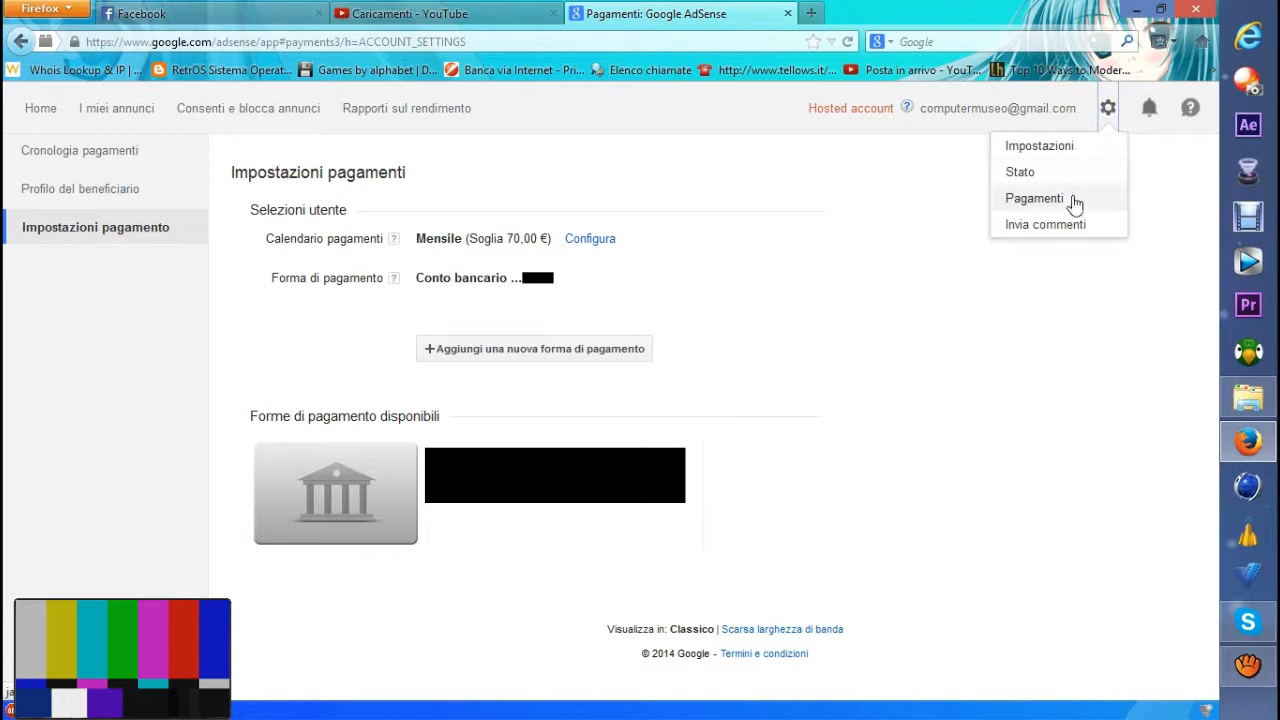 Firefox
Facebook
Caricamenti - YouTube
Pagamenti: Google AdSense
https://www.google.com/adsense/app#payments3/h=ACCOUNT_SETTINGS
Google
Whois Lookup & IP | ...
RetrOS Sistema Operat...
Games by alphabet | D...
Banca via Internet - Pri...
Elenco chiamate
http://www.tellows.it/...
Posta in arrivo - YouT...
Top 10 Ways to Moder...
Home
I miei annunci
Consenti e blocca annunci
Rapporti sul rendimento
Hosted account
computermuseo@gmail.com
Impostazioni
Stato
Pagamenti
Invia commenti
Cronologia pagamenti
Profilo del beneficiario
Impostazioni pagamento
Impostazioni pagamenti
Selezioni utente
Calendario pagamenti ? Mensile (Soglia 70,00 €) Configura
Forma di pagamento ? Conto bancario ...
+Aggiungi una nuova forma di pagamento
Forme di pagamento disponibili
Visualizza in: Classico | Scarsa larghezza di banda
© 2014 Google - Termini e condizioni
Ae
Pr